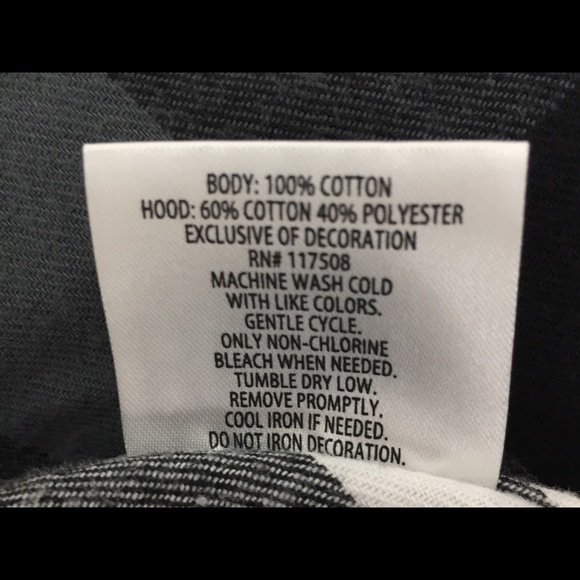 BODY: 100% COTTON
HOOD: 60% COTTON 40% POLYESTER
EXCLUSIVE OF DECORATION
RN# 117508
MACHINE WASH COLD
WITH LIKE COLORS.
GENTLE CYCLE.
ONLY NON-CHLORINE
BLEACH WHEN NEEDED.
TUMBLE DRY LOW.
REMOVE PROMPTLY.
COOL IRON IF NEEDED.
DO NOT IRON DECORATION.